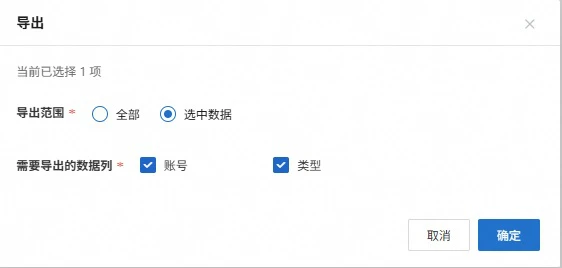 导出
当前已选择 1 项
导出范围 * 全部 选中数据
需要导出的数据列 * 账号 类型
取消 确定